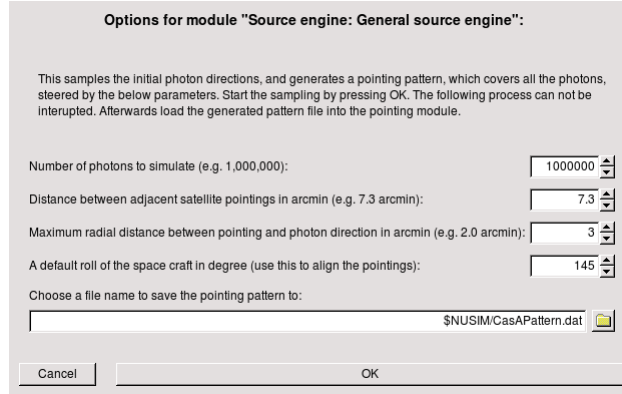 Options for module "Source engine: General source engine":
This samples the initial photon directions, and generates a pointing pattern, which covers all the photons,
steered by the below parameters. Start the sampling by pressing OK. The following process can not be
interupted. Afterwards load the generated pattern file into the pointing module.
Number of photons to simulate (e.g. 1,000,000): 1000000
Distance between adjacent satellite pointings in arcmin (e.g. 7.3 arcmin): 7.3
Maximum radial distance between pointing and photon direction in arcmin (e.g. 2.0 arcmin): 3
A default roll of the space craft in degree (use this to align the pointings): 145
Choose a file name to save the pointing pattern to:
$NUSIM/CasAPattern.dat
Cancel OK